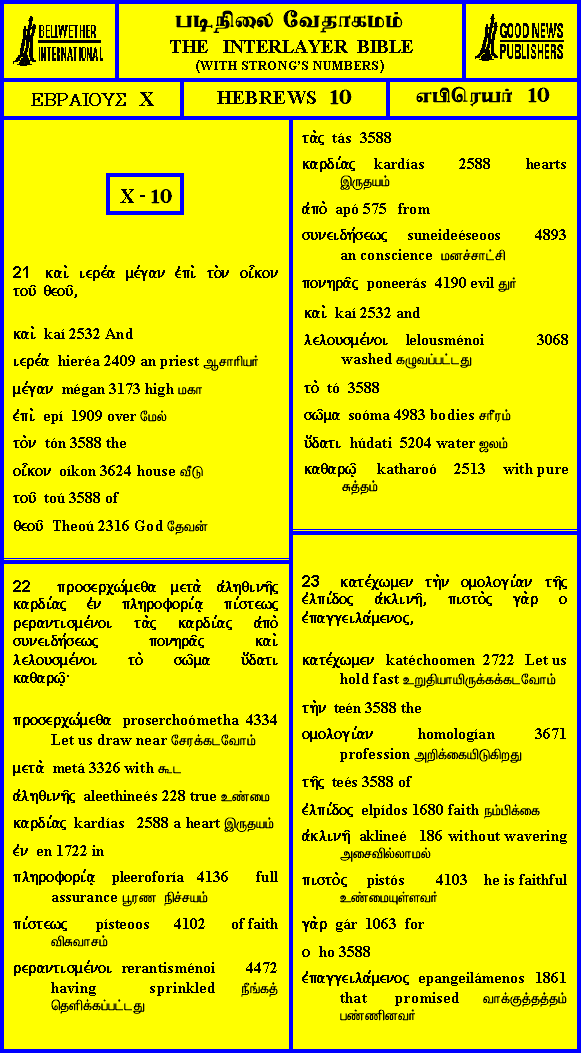 BELLWETHER
INTERNATIONAL
படிநிலை வேதாகமம்
THE INTERLAYER BIBLE
(WITH STRONG'S NUMBERS)
GOOD NEWS
PUBLISHERS
ΕΒΡΑΙΟΥΣ X
HEBREWS 10
எபிரெயர் 10
X - 10
21 καὶ ιερέα μέγαν ἐπὶ τὸν οἶκον
τοῦ θεοῦ,
καὶ kaí 2532 And
ιερέα hieréa 2409 an priest ஆசாரியர்
μέγαν mégan 3173 high மகா
ἐπὶ epí 1909 over மேல்
τὸν tón 3588 the
οἶκον oíkon 3624 house வீடு
τοῦ toú 3588 of
θεοῦ Theoú 2316 God தேவன்
22 προσερχώμεθα μετὰ ἀληθινῆς
καρδίας ἐν πληροφορίᾳ πίστεως
ρεραντισμένοι τὰς καρδίας ἀπὸ
συνειδήσεως πονηρᾶς καὶ
λελουσμένοι τὸ σῶμα ὕδατι
καθαρῷ·
προσερχώμεθα proserchoómetha 4334
Let us draw near சேரக்கடவோம்
μετὰ metá 3326 with கூட
ἀληθινῆς aleethineés 228 true உண்மை
καρδίας kardías 2588 a heart இருதயம்
ἐν en 1722 in
πληροφορίᾳ pleeroforía 4136 full
assurance பூரண நிச்சயம்
πίστεως písteoos 4102 of faith
விசுவாசம்
ρεραντισμένοι rerantisménoi 4472
having sprinkled நீங்கத்
தெளிக்கப்பட்டது
τὰς tás 3588
καρδίας kardías 2588 hearts
இருதயம்
ἀπὸ apó 575 from
συνειδήσεως suneideéseoos 4893
an conscience மனச்சாட்சி
πονηρᾶς poneerás 4190 evil துர்
καὶ kaí 2532 and
λελουσμένοι lelousménoi 3068
washed கழுவப்பட்டது
τὸ tó 3588
σῶμα soóma 4983 bodies சரீரம்
ὕδατι húdati 5204 water ஜலம்
καθαρῷ katharoó 2513 with pure
சுத்தம்
23 κατέχωμεν τὴν ομολογίαν τῆς
ἐλπίδος ἀκλινῆ, πιστὸς γὰρ ο
ἐπαγγειλάμενος,
κατέχωμεν katéchoomen 2722 Let us
hold fast உறுதியாயிருக்கக்கடவோம்
τὴν teén 3588 the
ομολογίαν homologían 3671
profession அறிக்கையிடுகிறது
τῆς teés 3588 of
ἐλπίδος elpídos 1680 faith நம்பிக்கை
ἀκλινῆ aklineé 186 without wavering
அசைவில்லாமல்
πιστὸς pistós 4103 he is faithful
உண்மையுள்ளவர்
γὰρ gár 1063 for
ο ho 3588
ἐπαγγειλάμενος epangeilámenos 1861
that promised வாக்குத்தத்தம்
பண்ணினவர்